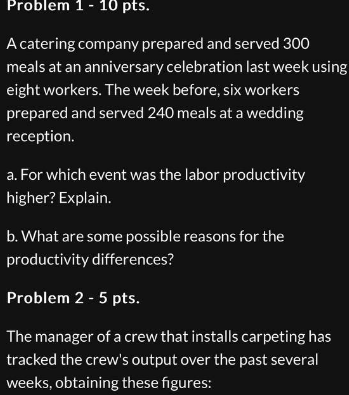 Problem 1 - 10 pts.
A catering company prepared and served 300
meals at an anniversary celebration last week using
eight workers. The week before, six workers
prepared and served 240 meals at a wedding
reception.
a. For which event was the labor productivity
higher? Explain.
b. What are some possible reasons for the
productivity differences?
Problem 2 - 5 pts.
The manager of a crew that installs carpeting has
tracked the crew's output over the past several
weeks, obtaining these figures: